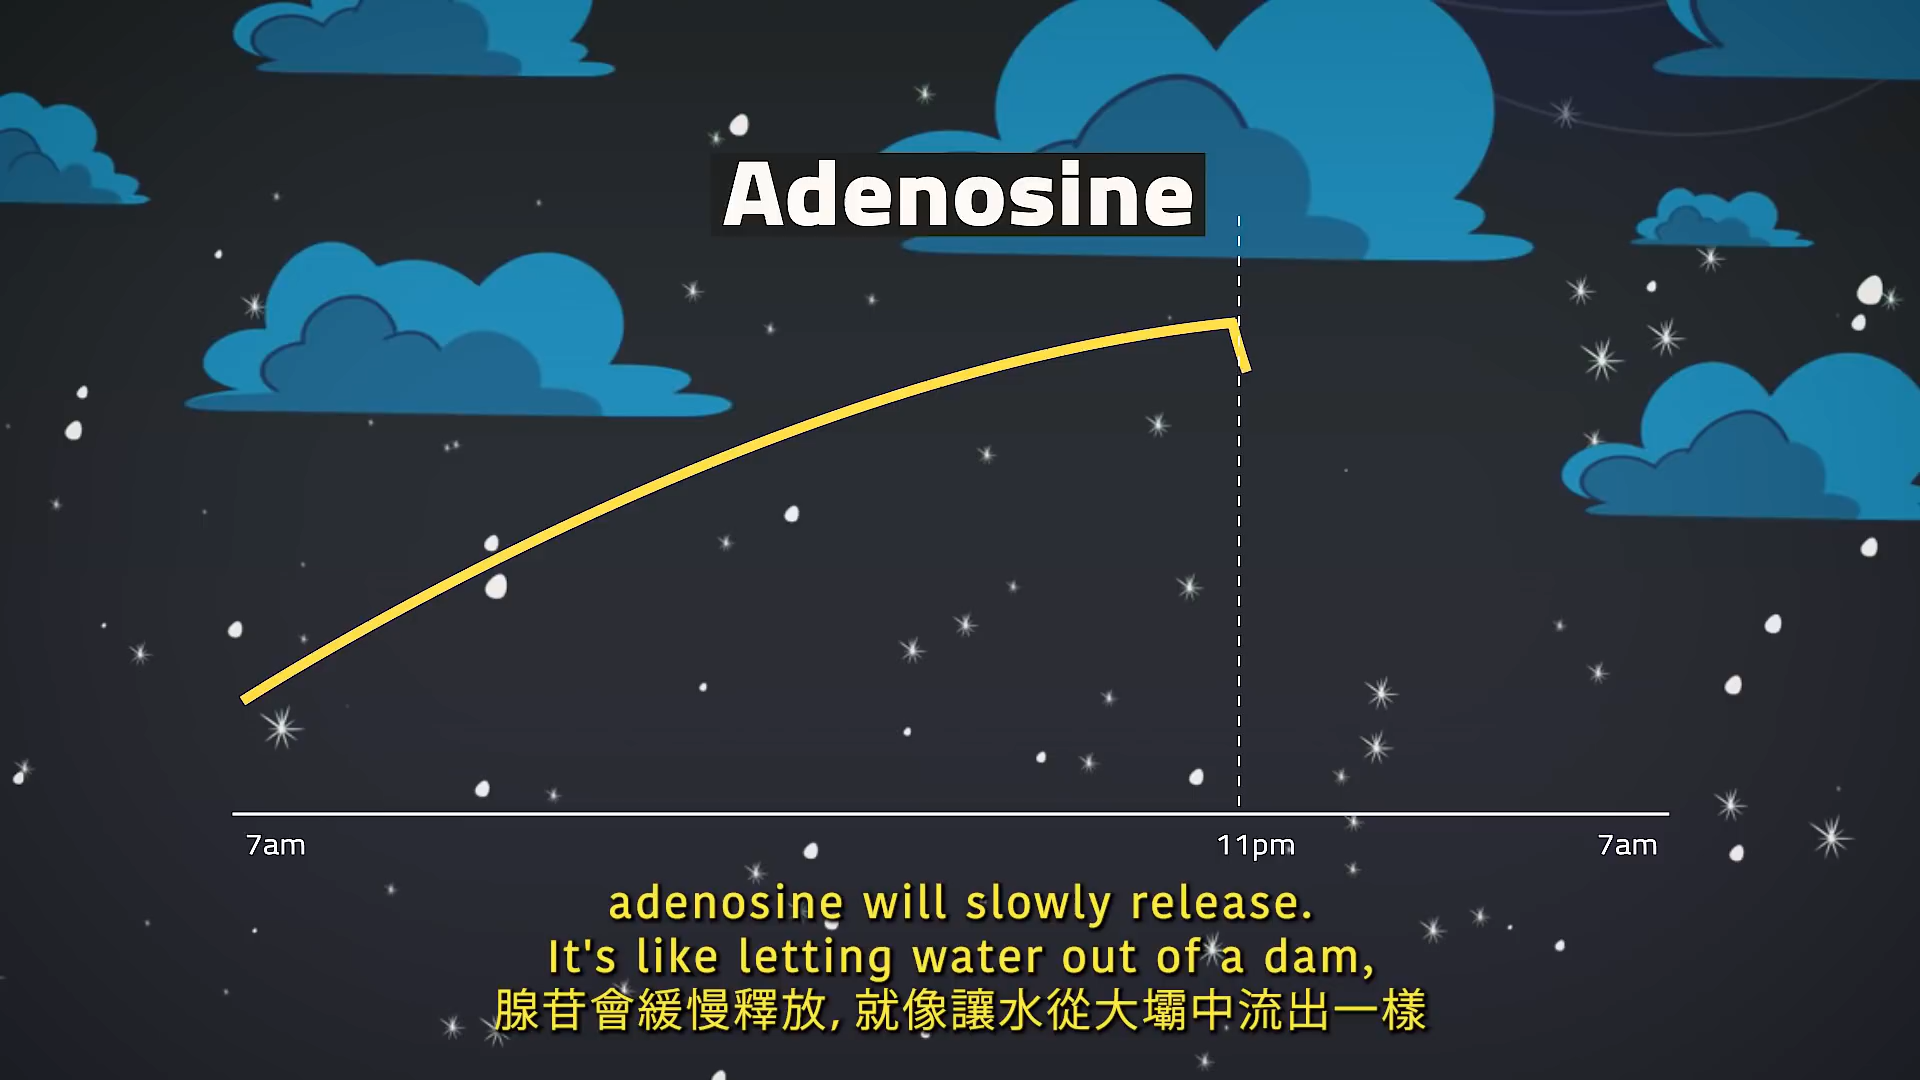 Adenosine
7am
11pm
7am
adenosine will slowly release.
It's like letting water out of a dam,
腺苷會緩慢釋放, 就像讓水從大壩中流出一樣